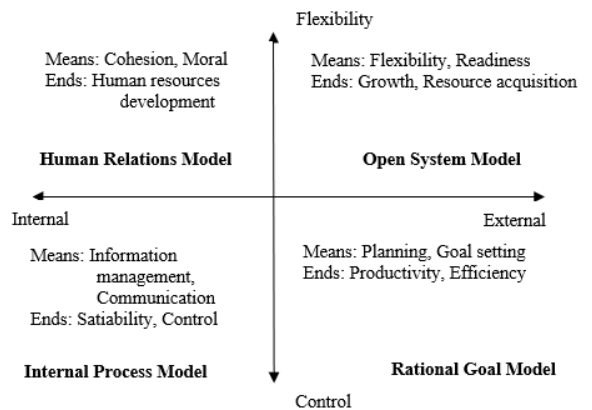 Flexibility
Means: Cohesion, Moral
Ends: Human resources
development
Means: Flexibility, Readiness
Ends: Growth, Resource acquisition
Human Relations Model
Open System Model
Internal
External
Means: Information
management,
Communication
Ends: Satiability, Control
Means: Planning, Goal setting
Ends: Productivity, Efficiency
Internal Process Model
Rational Goal Model
Control